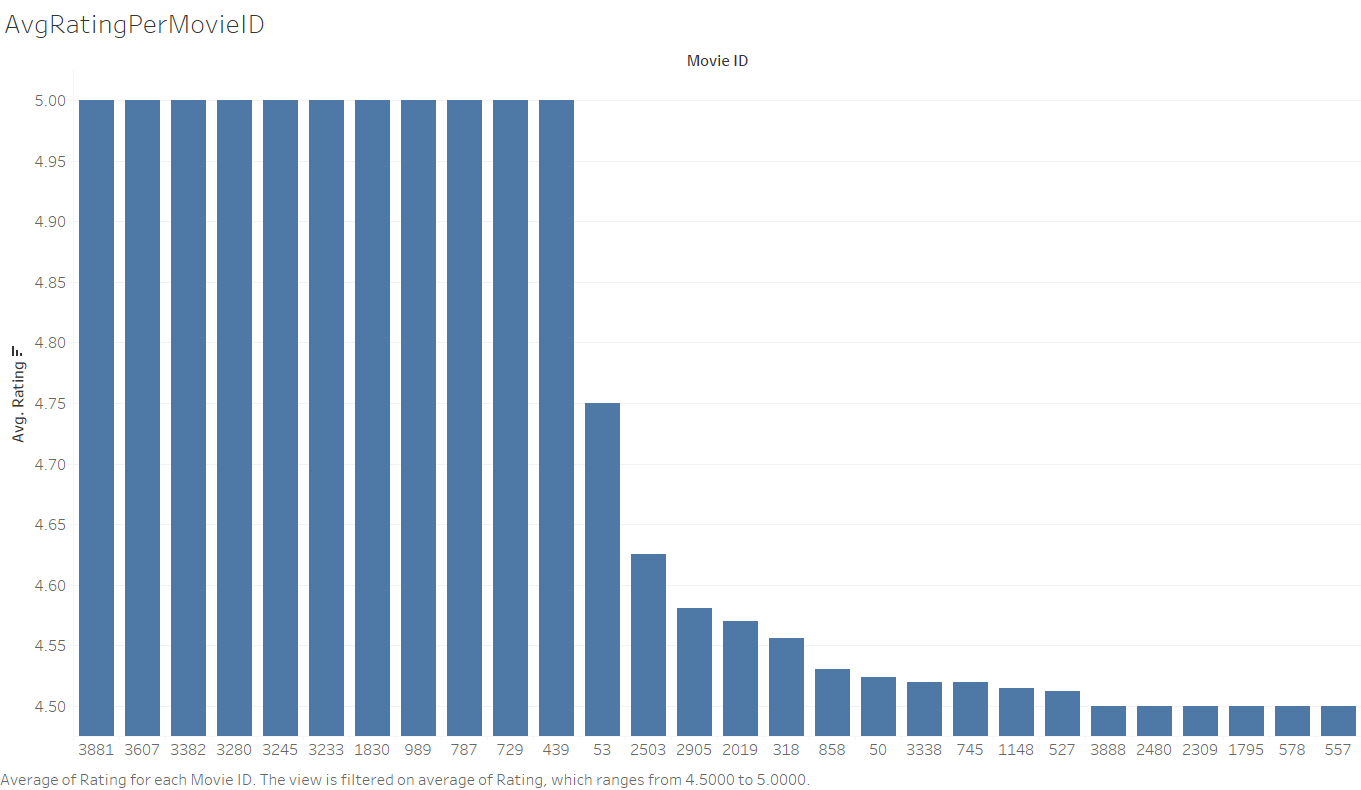 AvgRatingPerMovieID
Movie ID
Avg. Rating
5.00
4.95
4.90
4.85
4.80
4.75
4.70
4.65
4.60
4.55
4.50
3881 3607 3382 3280 3245 3233 1830 989 787 729 439 53 2503 2905 2019 318 858 50 3338 745 1148 527 3888 2480 2309 1795 578 557
Average of Rating for each Movie ID. The view is filtered on average of Rating, which ranges from 4.5000 to 5.0000.